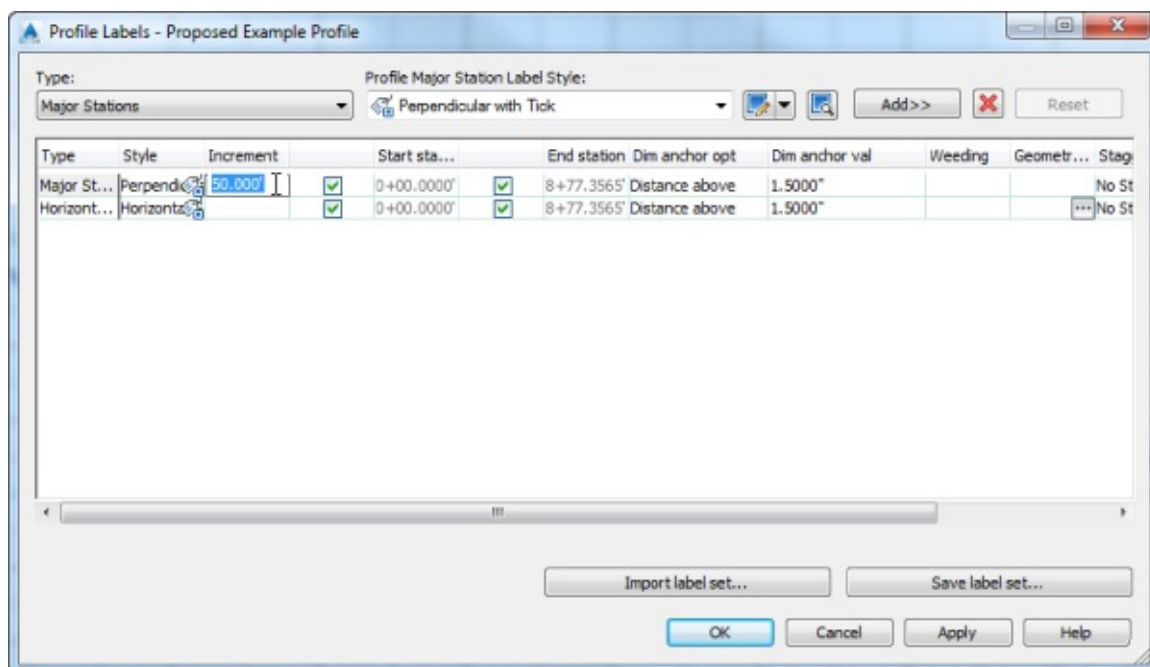 Profile Labels - Proposed Example Profile
Type: Profile Major Station Label Style:
Major Stations Perpendicular with Tick Add>> Reset
Type Style Increment Start sta... End station Dim anchor opt Dim anchor val Weeding Geometr... Stag
Major St... Perpendic 50.000' 0+00.0000' 8+77.3565' Distance above 1.5000" No St
Horizont... Horizonta 0+00.0000' 8+77.3565' Distance above 1.5000" ... No St
Import label set... Save label set...
OK Cancel Apply Help